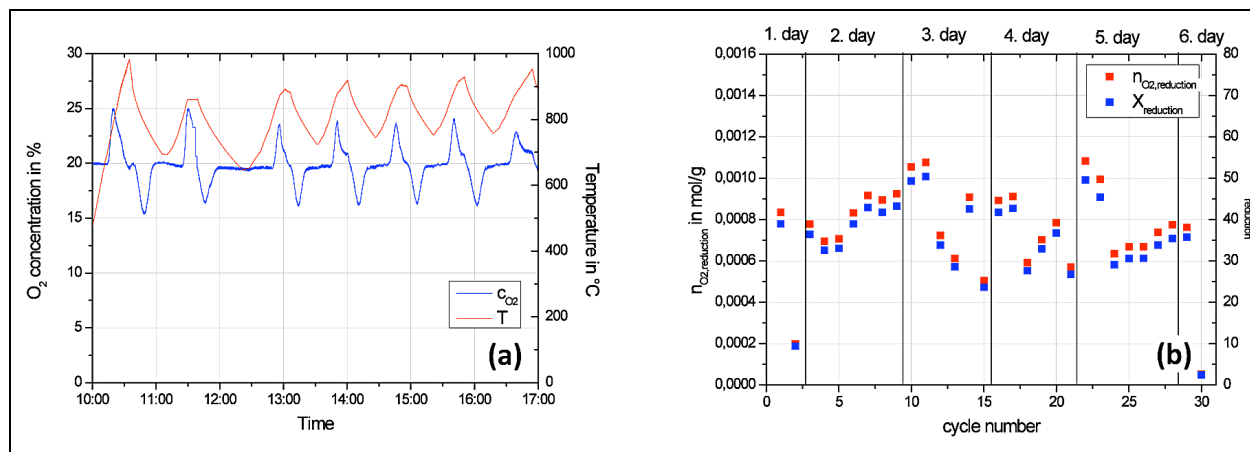 30
25
20
15
10
5
0
O2 concentration in %
1000
800
600
400
200
0
Temperature in °C
cO2
T
(a)
10:00 11:00 12:00 13:00 14:00 15:00 16:00 17:00
Time
1. day 2. day 3. day 4. day 5. day 6. day
0,0016
0,0014
0,0012
0,0010
0,0008
0,0006
0,0004
0,0002
0,0000
nO2,reduction in mol/g
80
70
60
50
40
30
20
10
0
reduction
nO2,reduction
Xreduction
(b)
0 5 10 15 20 25 30
cycle number